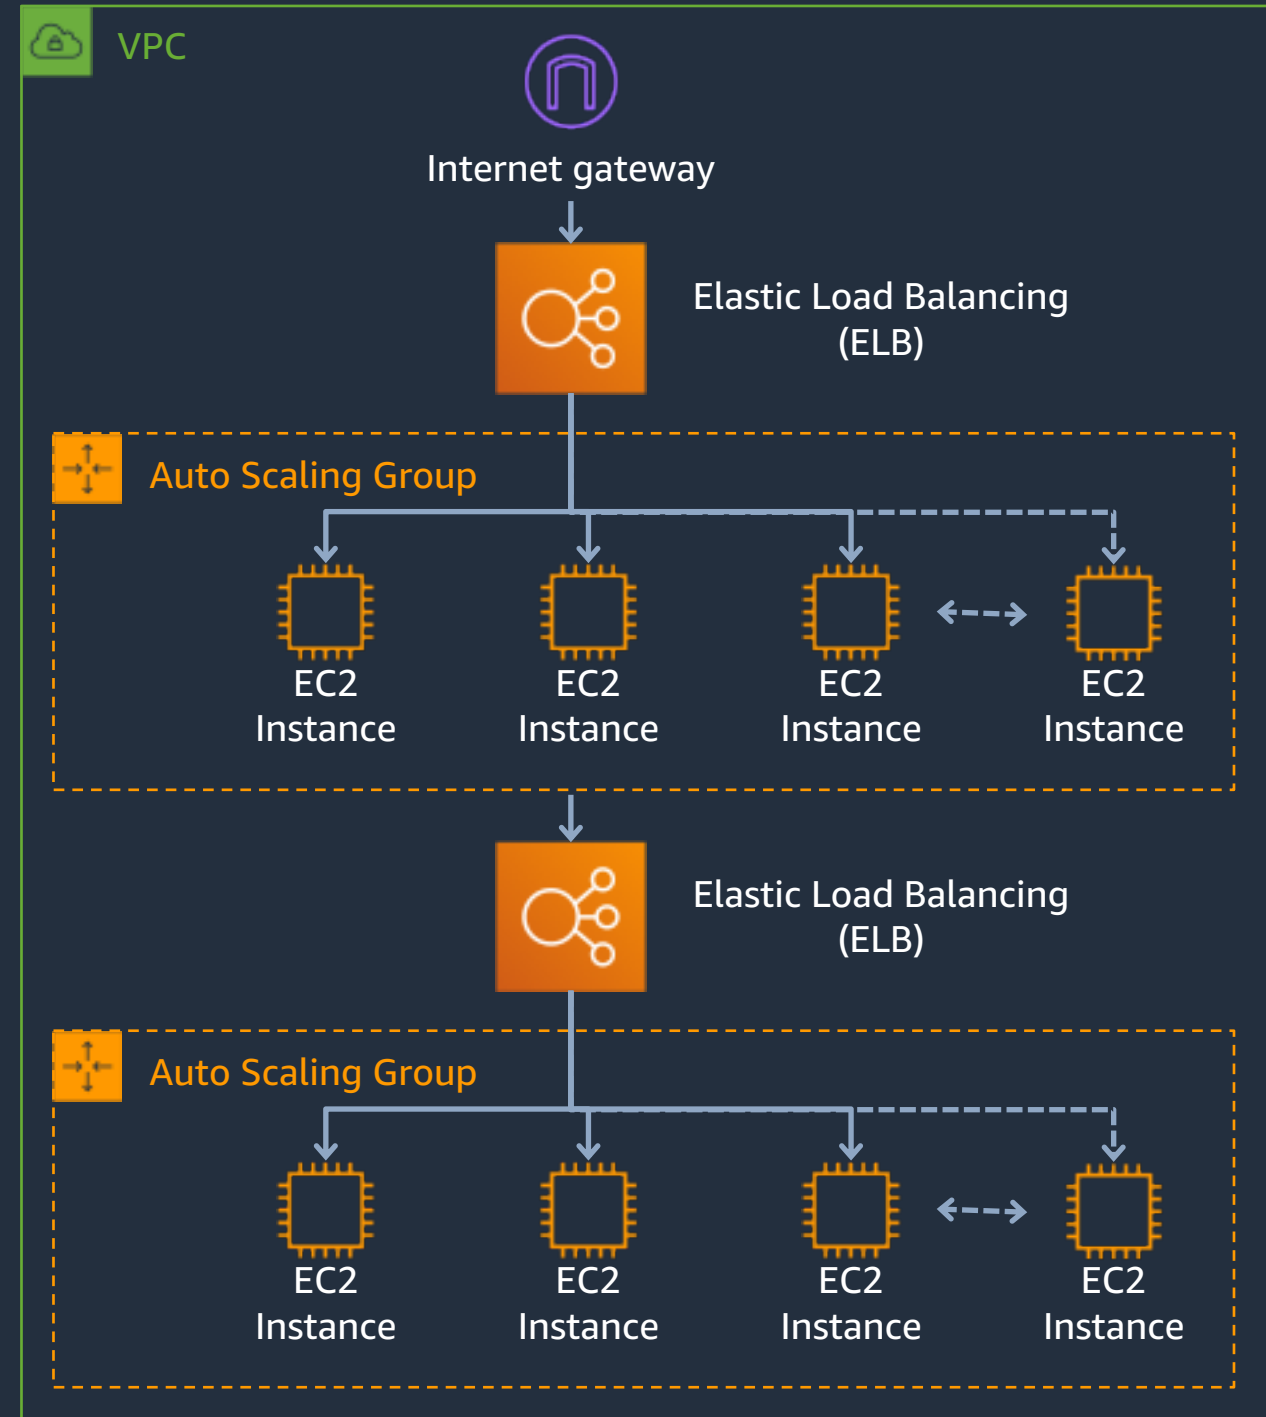 VPC
Internet gateway
Elastic Load Balancing
(ELB)
Auto Scaling Group
EC2
Instance
EC2
Instance
EC2
Instance
EC2
Instance
Elastic Load Balancing
(ELB)
Auto Scaling Group
EC2
Instance
EC2
Instance
EC2
Instance
EC2
Instance